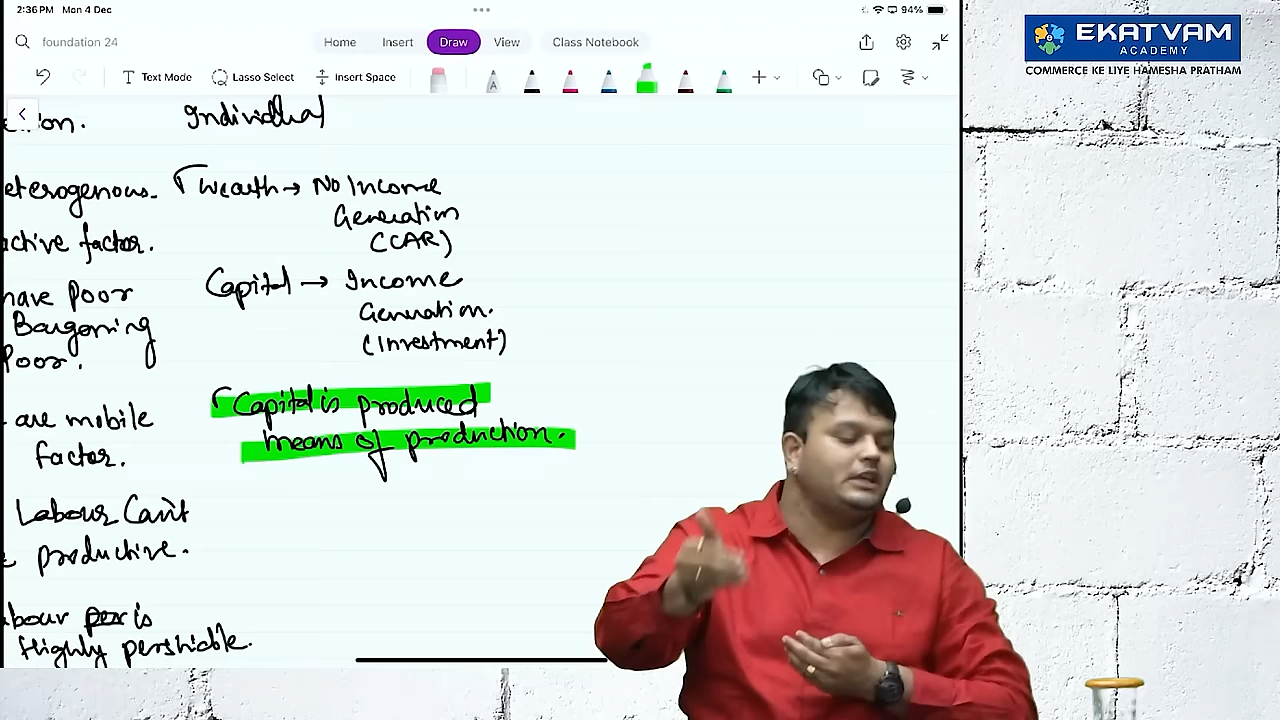 2:36 PM Mon 4 Dec
94%
foundation 24
Home Insert Draw View Class Notebook
Text Mode Lasso Select Insert Space
EKATVAM
ACADEMY
COMMERCE KE LIYE HAMESHA PRATHAM
Individual
wealth → No Income
Generation
(CAR)
Capital → Income
Generation.
(Investment)
Capital is produced
means of production.
eterogenous.
active factor.
have Poor
Bargaining
Poor.
are mobile
factor.
Labour Can't
productive.
abour is
Highly pershicable.